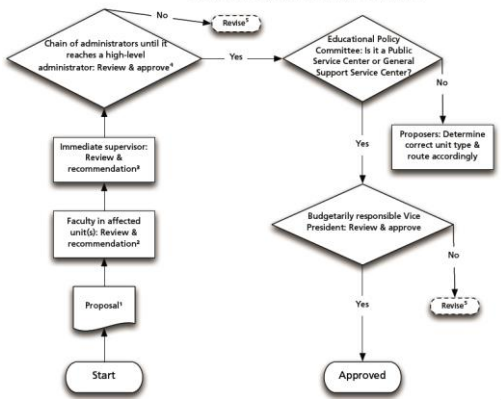 No
Revise⁵
Chain of administrators until it
reaches a high-level
administrator: Review & approve⁴
Yes
Educational Policy
Committee: Is it a Public
Service Center or General
Support Service Center?
No
Proposers: Determine
correct unit type &
route accordingly
Yes
Immediate supervisor:
Review &
recommendation³
Faculty in affected
unit(s): Review &
recommendation²
Budgetarily responsible Vice
President: Review & approve
No
Revise⁵
Yes
Proposal¹
Start
Approved